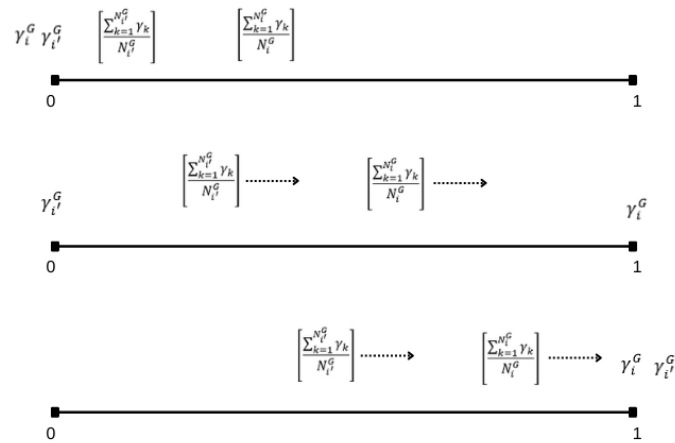 γ_i^G γ_{i'}^G [∑_{k=1}^{N_{i'}^G} γ_k / N_{i'}^G] [∑_{k=1}^{N_i^G} γ_k / N_i^G]
0 1
[∑_{k=1}^{N_{i'}^G} γ_k / N_{i'}^G] [∑_{k=1}^{N_i^G} γ_k / N_i^G]
γ_{i'}^G γ_i^G
0 1
[∑_{k=1}^{N_{i'}^G} γ_k / N_{i'}^G] [∑_{k=1}^{N_i^G} γ_k / N_i^G] γ_i^G γ_{i'}^G
0 1